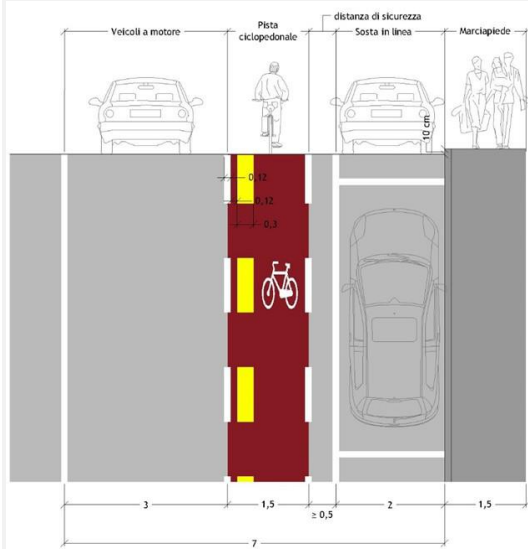 distanza di sicurezza
Veicoli a motore
Pista
ciclopedonale
Sosta in linea
Marciapiede
10 cm
0,12
0,12
0,3
3
1,5
≥ 0,5
2
1,5
7